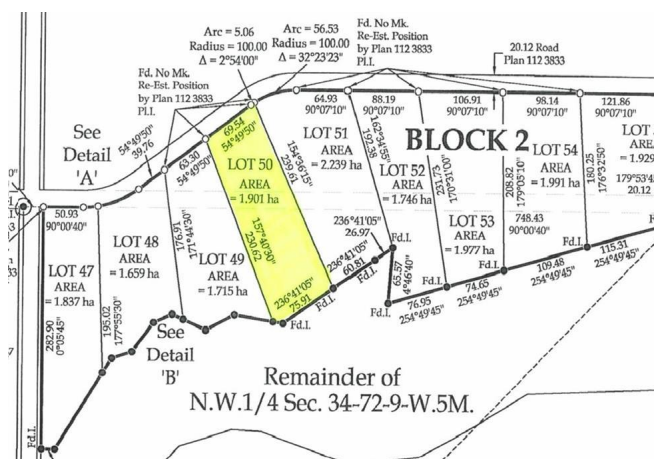 Arc = 5.06
Radius = 100.00
Δ = 2°54'00"
Arc = 56.53
Radius = 100.00
Δ = 32°23'23"
Fd. No Mk.
Re-Est. Position
by Plan 112 3833
Pl.I.
20.12 Road
Plan 112 3833
Fd. No Mk.
Re-Est. Position
by Plan 112 3833
Pl.I.
64.93
90°07'10"
88.19
90°07'10"
106.91
90°07'10"
98.14
90°07'10"
121.86
90°07'10"
See
Detail
'A'
54°49'50"
39.76
63.30
54°49'50"
69.54
54°49'50"
BLOCK 2
LOT 50
AREA
= 1.901 ha
154°36'15"
259.61
LOT 51
AREA
= 2.239 ha
162°34'55"
192.38
LOT 52
AREA
= 1.746 ha
170°31'00"
231.73
LOT 53
AREA
= 1.977 ha
208.82
179°05'10"
LOT 54
AREA
= 1.991 ha
180.25
176°32'50"
= 1.929
179°53'4
20.12
748.43
90°00'40"
50.93
90°00'40"
LOT 47
AREA
= 1.837 ha
282.90
0°05'45"
195.02
177°55'30"
LOT 48
AREA
= 1.659 ha
176.91
171°44'30"
LOT 49
AREA
= 1.715 ha
157°40'30"
230.62
236°41'05"
75.91
236°41'05"
60.81
236°41'05"
26.97
Fd.I.
65.57
4°46'40"
Fd.I.
Fd.I.
76.95
254°49'45"
74.65
254°49'45"
109.48
254°49'45"
115.31
254°49'45"
See
Detail
'B'
Fd.I.
Remainder of
N.W.1/4 Sec. 34-72-9-W.5M.